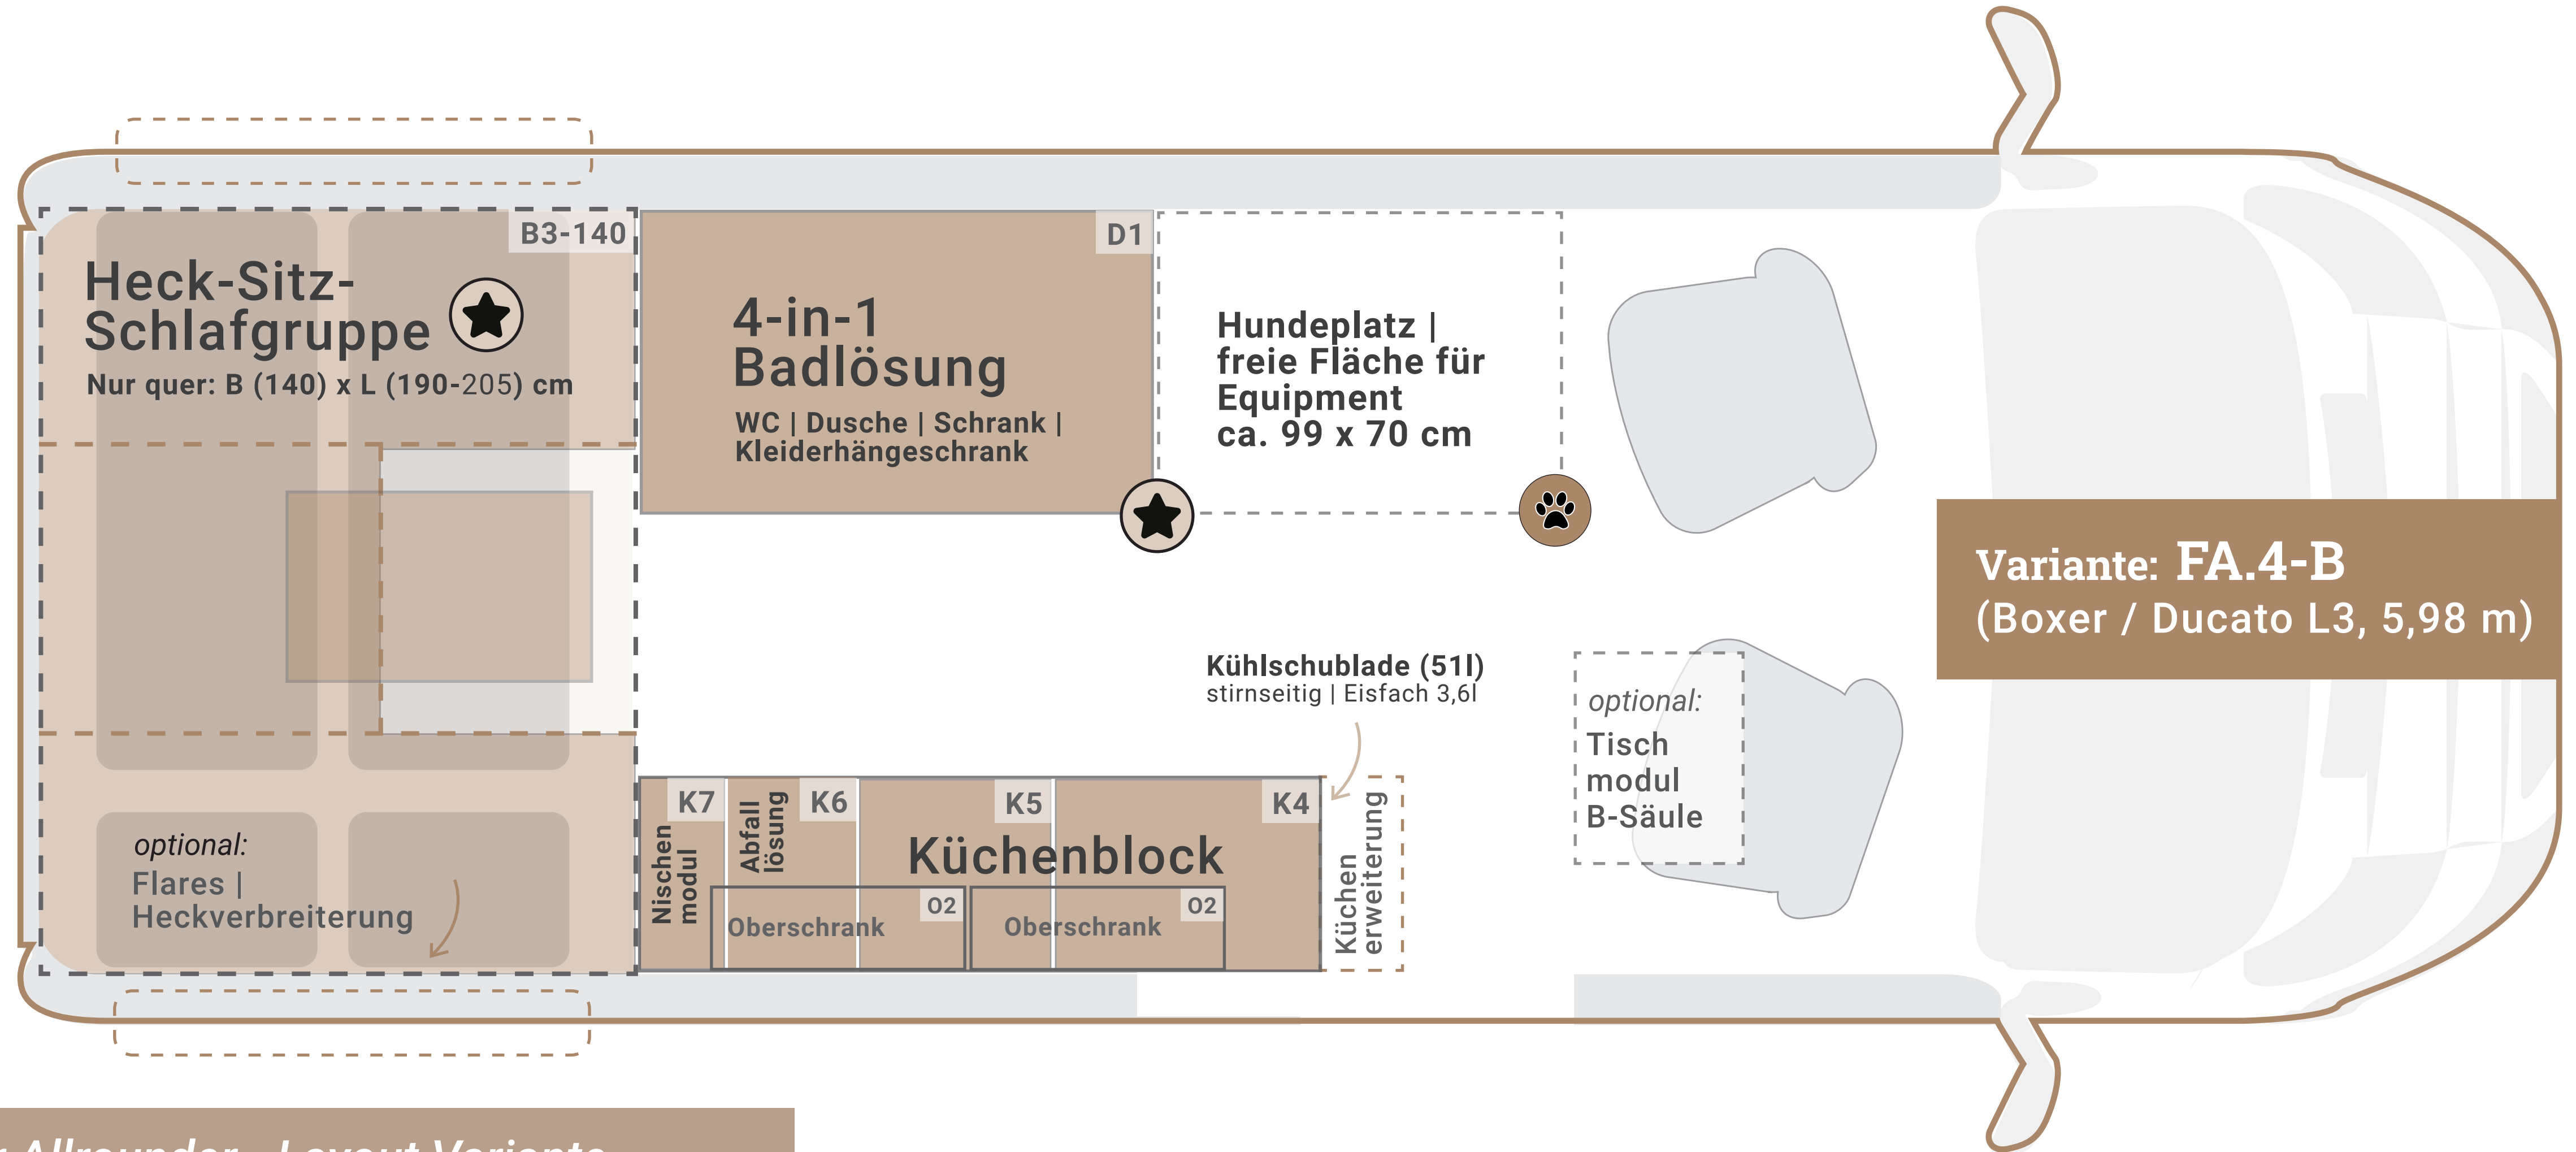 B3-140
Heck-Sitz-
Schlafgruppe
Nur quer: B (140) x L (190-205) cm
D1
4-in-1
Badlösung
WC | Dusche | Schrank |
Kleiderhängeschrank
Hundeplatz |
freie Fläche für
Equipment
ca. 99 x 70 cm
Variante: FA.4-B
(Boxer / Ducato L3, 5,98 m)
Kühlschublade (51l)
stirnseitig | Eisfach 3,6l
optional:
Tisch
modul
B-Säule
optional:
Flares |
Heckverbreiterung
K7
Nischen
modul
K6
Abfall
lösung
K5
K4
Küchenblock
O2
Oberschrank
O2
Oberschrank
Küchen
erweiterung
Allrounder - Layout Variante